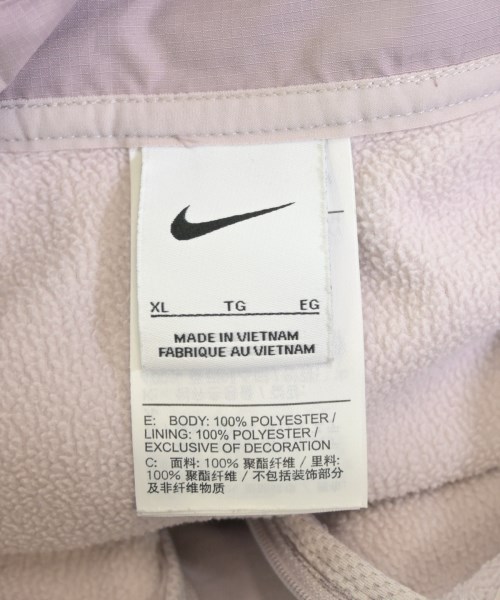 XL TG EG
MADE IN VIETNAM
FABRIQUE AU VIETNAM
E: BODY: 100% POLYESTER /
LINING: 100% POLYESTER /
EXCLUSIVE OF DECORATION
C: 面料: 100% 聚酯纤维 / 里料:
100% 聚酯纤维 / 不包括装饰部分
及非纤维物质